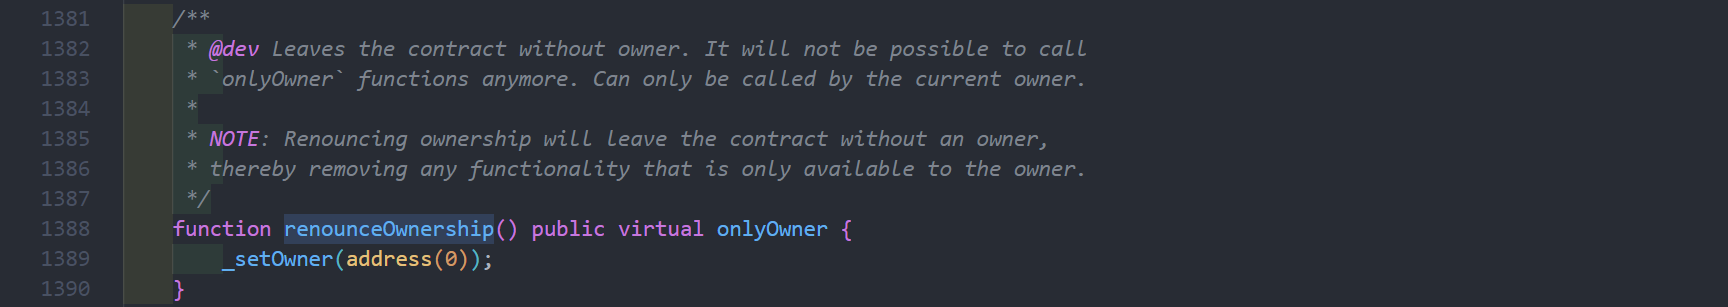 1381 /**
1382 * @dev Leaves the contract without owner. It will not be possible to call
1383 * `onlyOwner` functions anymore. Can only be called by the current owner.
1384 *
1385 * NOTE: Renouncing ownership will leave the contract without an owner,
1386 * thereby removing any functionality that is only available to the owner.
1387 */
1388 function renounceOwnership() public virtual onlyOwner {
1389 _setOwner(address(0));
1390 }